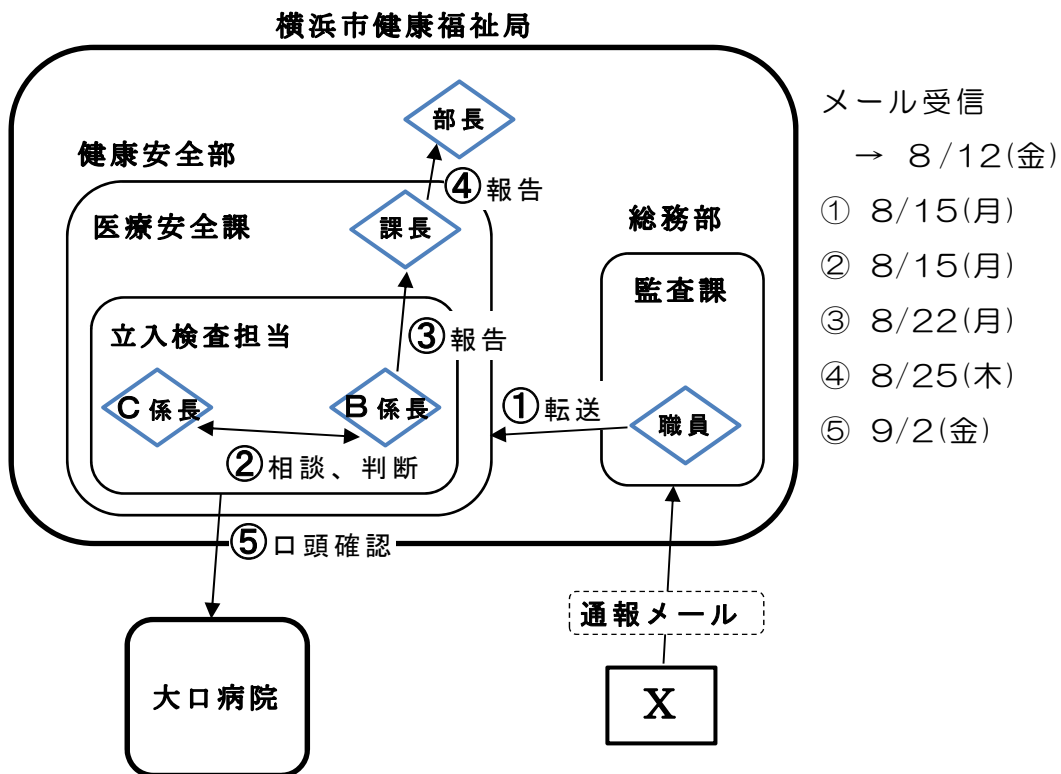 横浜市健康福祉局
部長
健康安全部
④報告
医療安全課
課長
総務部
監査課
立入検査担当
③報告
C係長
B係長
①転送
職員
②相談、判断
⑤口頭確認
通報メール
大口病院
X
メール受信
→ 8/12(金)
① 8/15(月)
② 8/15(月)
③ 8/22(月)
④ 8/25(木)
⑤ 9/2(金)